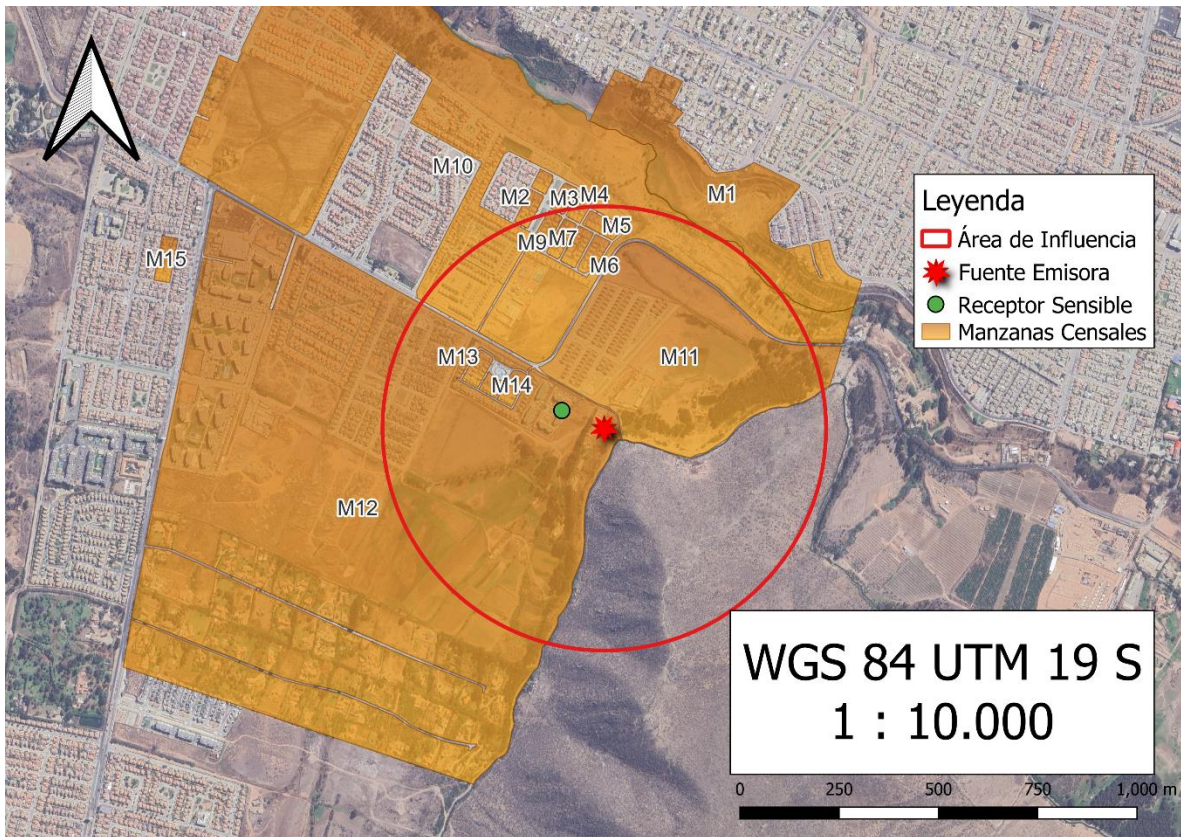 M10
M2
M3
M4
M1
M5
M9
M7
M6
M15
M11
M13
M14
M12
Leyenda
Área de Influencia
Fuente Emisora
Receptor Sensible
Manzanas Censales
WGS 84 UTM 19 S
1 : 10.000
0 250 500 750 1,000 m